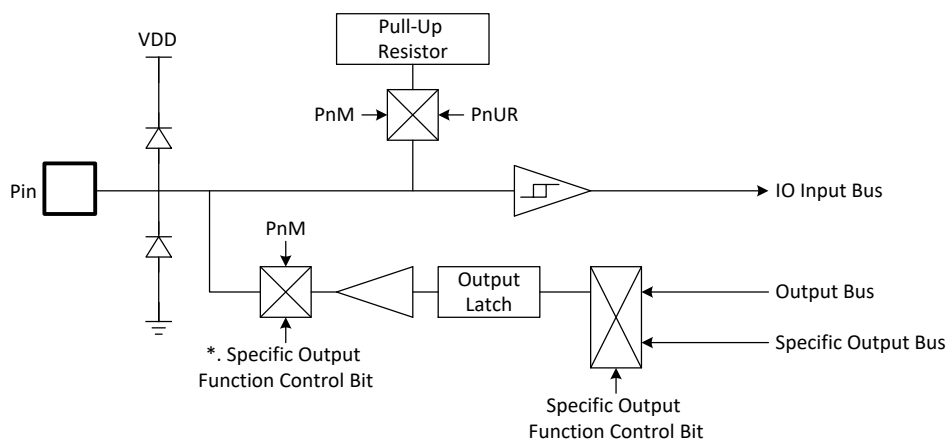 Pull-Up
Resistor
VDD
PnM
PnUR
Pin
IO Input Bus
PnM
Output
Latch
Output Bus
Specific Output Bus
*. Specific Output
Function Control Bit
Specific Output
Function Control Bit